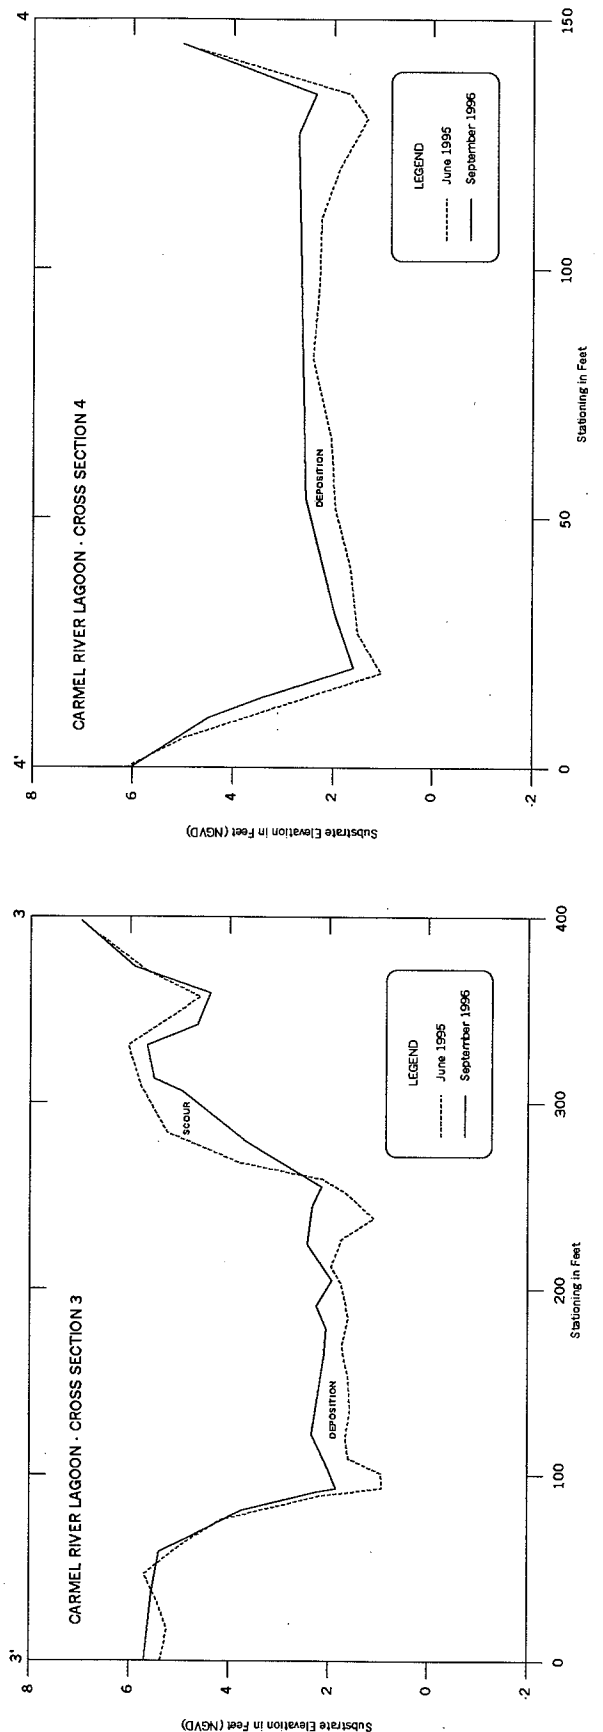 4'
4
CARMEL RIVER LAGOON · CROSS SECTION 4
8
6
4
2
0
-2
Substrate Elevation in Feet (NGVD)
DEPOSITION
LEGEND
June 1995
September 1996
0
50
100
150
Stationing in Feet
3'
3
CARMEL RIVER LAGOON · CROSS SECTION 3
8
6
4
2
0
-2
Substrate Elevation in Feet (NGVD)
DEPOSITION
SCOUR
LEGEND
June 1995
September 1996
0
100
200
300
400
Stationing in Feet